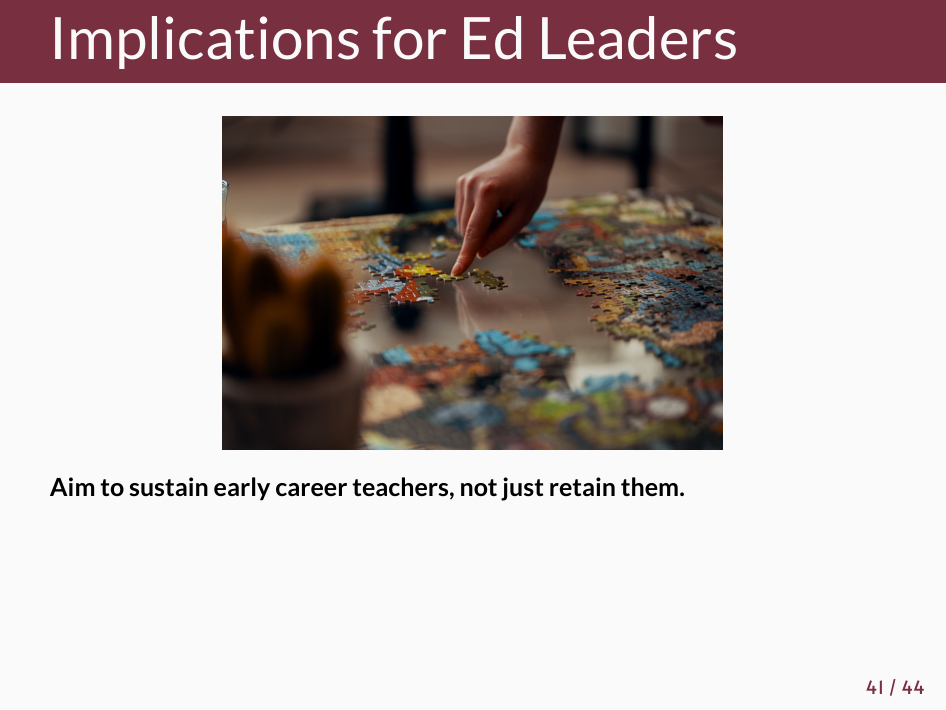 Implications for Ed Leaders
Aim to sustain early career teachers, not just retain them.
41 / 44